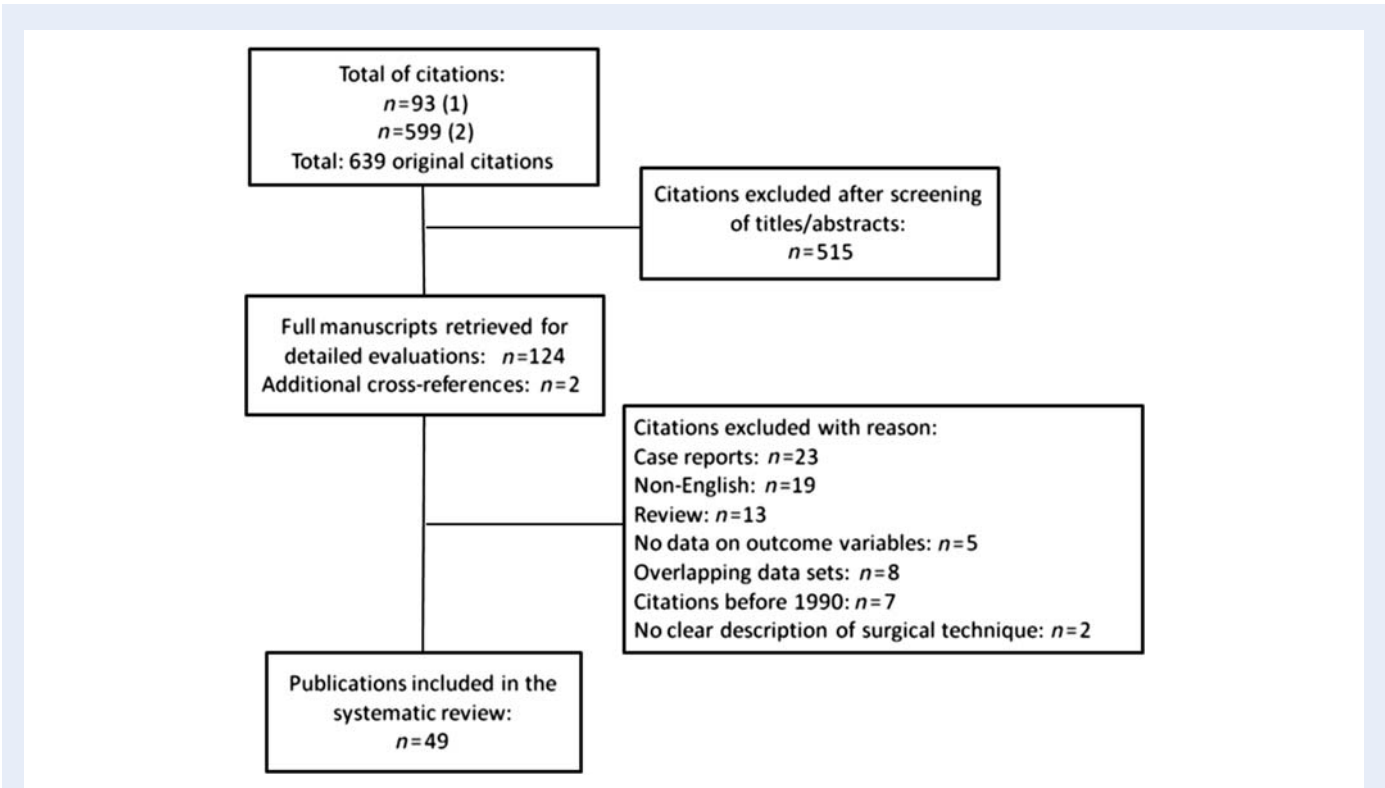 Total of citations:
n=93 (1)
n=599 (2)
Total: 639 original citations
Citations excluded after screening
of titles/abstracts:
n=515
Full manuscripts retrieved for
detailed evaluations: n=124
Additional cross-references: n=2
Citations excluded with reason:
Case reports: n=23
Non-English: n=19
Review: n=13
No data on outcome variables: n=5
Overlapping data sets: n=8
Citations before 1990: n=7
No clear description of surgical technique: n=2
Publications included in the
systematic review:
n=49